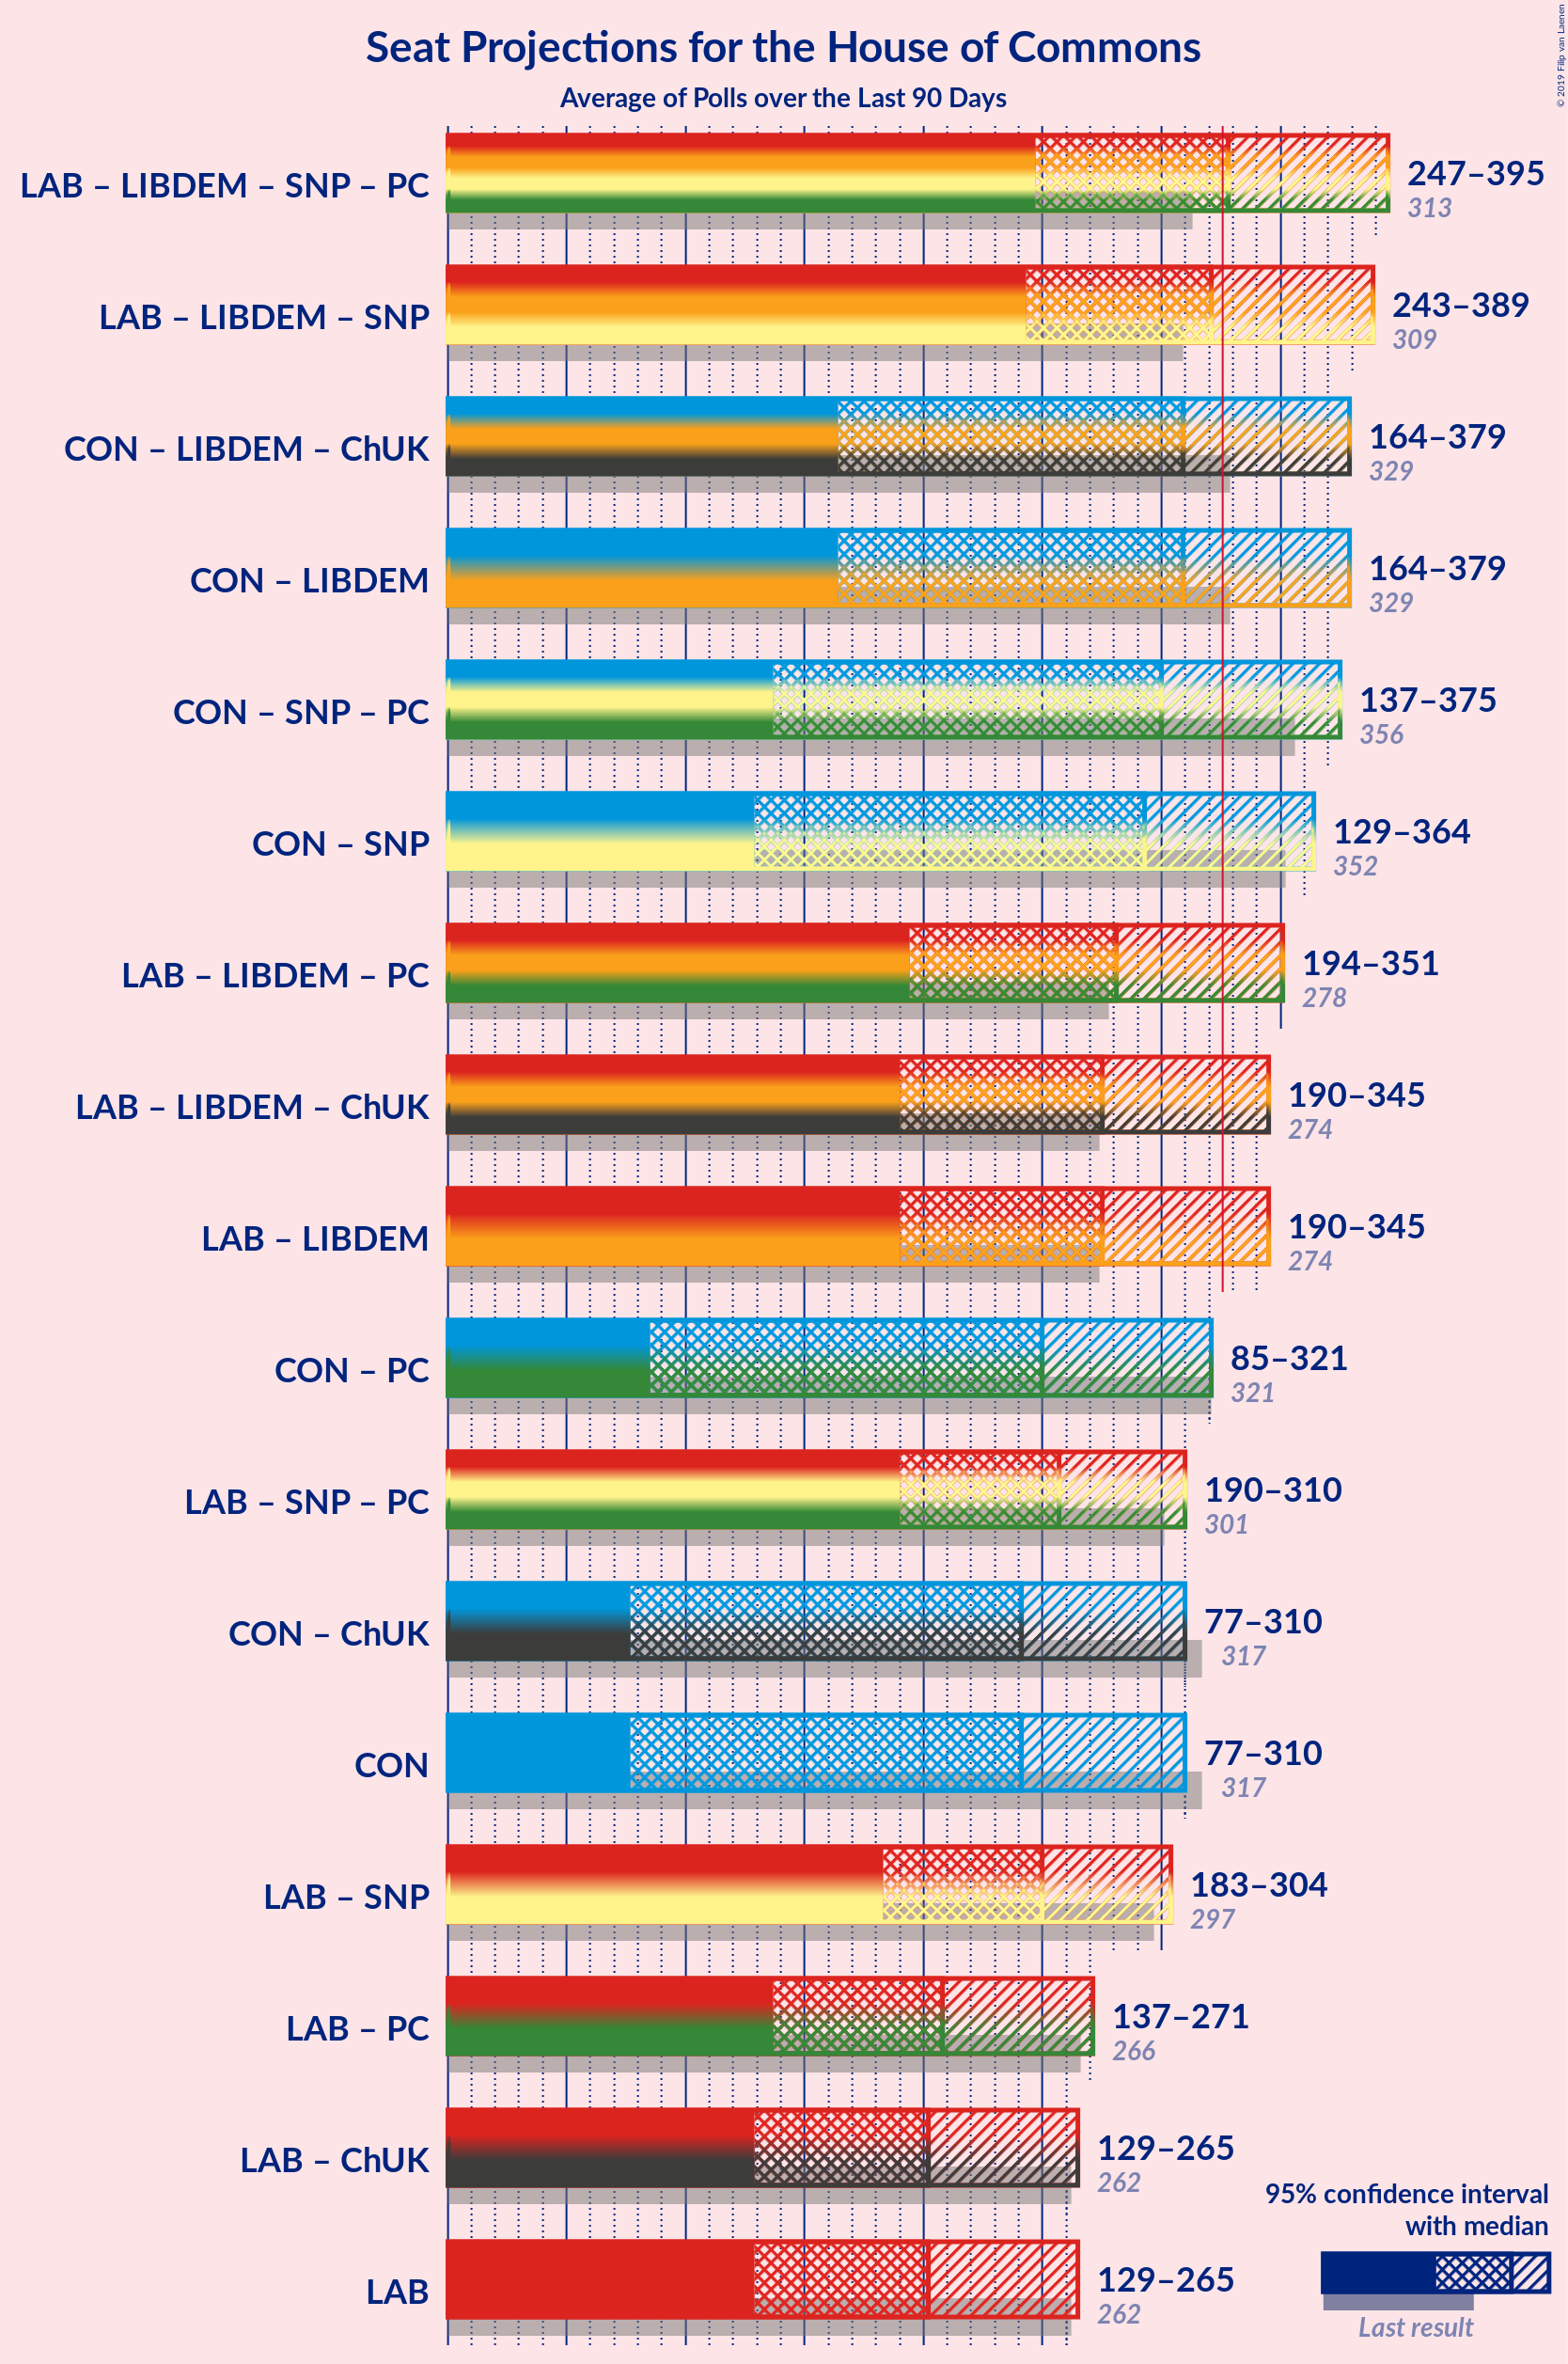 Seat Projections for the House of Commons
Average of Polls over the Last 90 Days
© 2019 Filip van Laenen
LAB – LIBDEM – SNP – PC
247–395
313
LAB – LIBDEM – SNP
243–389
309
CON – LIBDEM – ChUK
164–379
329
CON – LIBDEM
164–379
329
CON – SNP – PC
137–375
356
CON – SNP
129–364
352
LAB – LIBDEM – PC
194–351
278
LAB – LIBDEM – ChUK
190–345
274
LAB – LIBDEM
190–345
274
CON – PC
85–321
321
LAB – SNP – PC
190–310
301
CON – ChUK
77–310
317
CON
77–310
317
LAB – SNP
183–304
297
LAB – PC
137–271
266
LAB – ChUK
129–265
262
LAB
129–265
262
95% confidence interval
with median
Last result